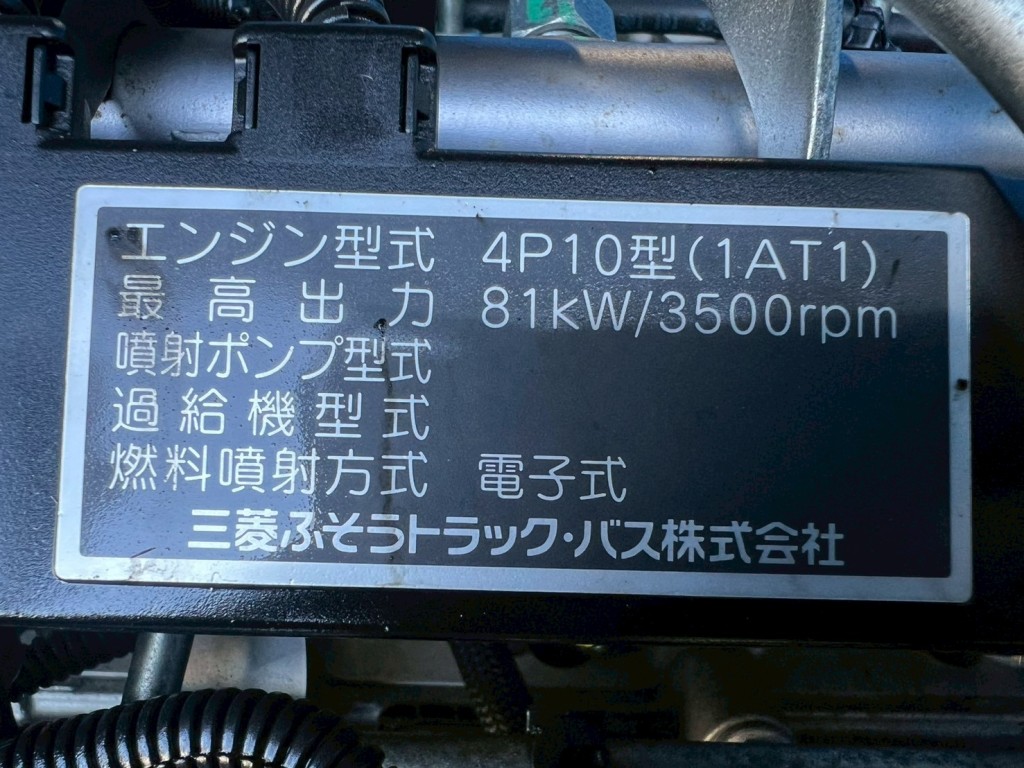 エンジン型式 4P10型(1AT1)
最高出力 81kW/3500rpm
噴射ポンプ型式
過給機型式
燃料噴射方式 電子式
三菱ふそうトラック・バス株式会社